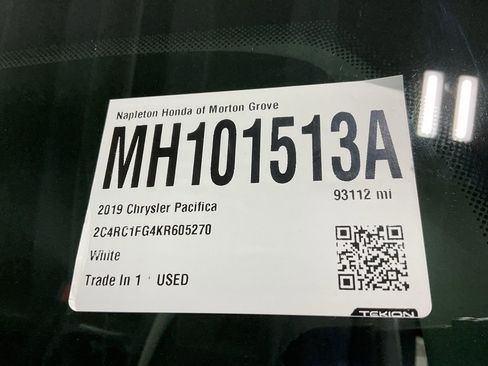 Napleton Honda of Morton Grove
MH101513A
93112 mi
2019 Chrysler Pacifica
2C4RC1FG4KR605270
White
Trade In 1 USED
TEKION